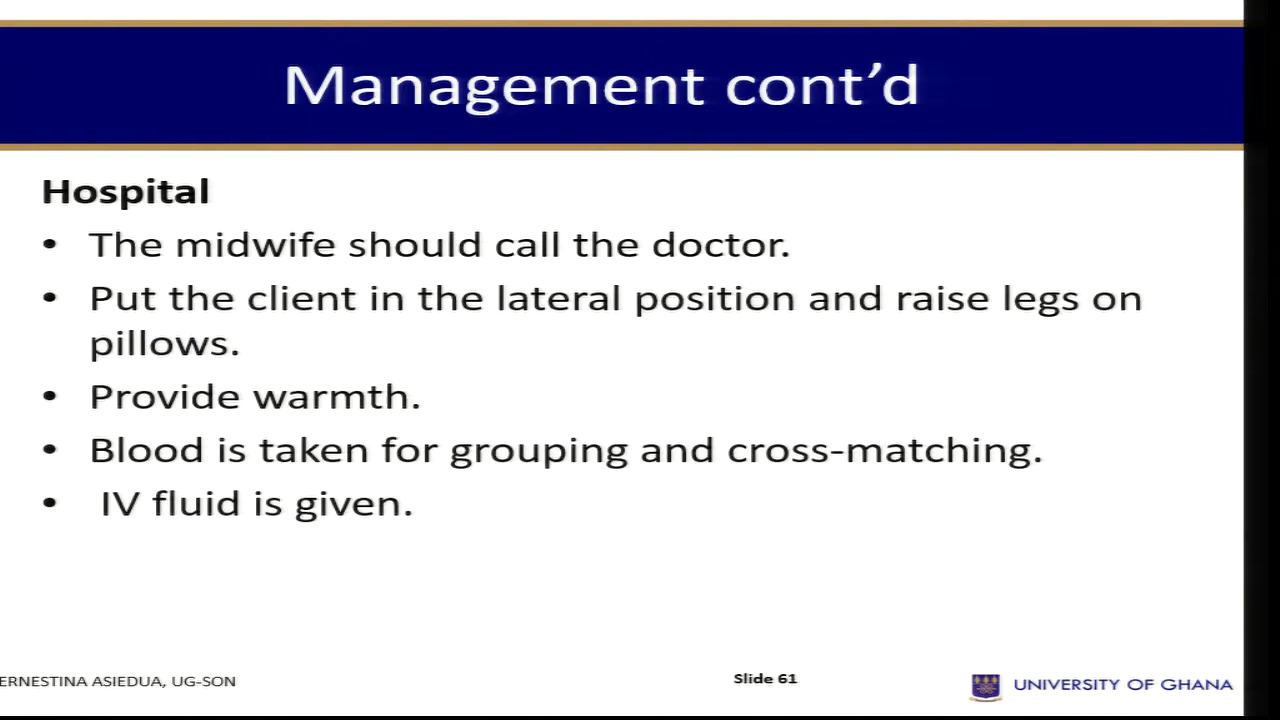 Management cont’d
Hospital
• The midwife should call the doctor.
• Put the client in the lateral position and raise legs on
pillows.
• Provide warmth.
• Blood is taken for grouping and cross-matching.
• IV fluid is given.
ERNESTINA ASIEDUA, UG-SON
Slide 61
UNIVERSITY OF GHANA